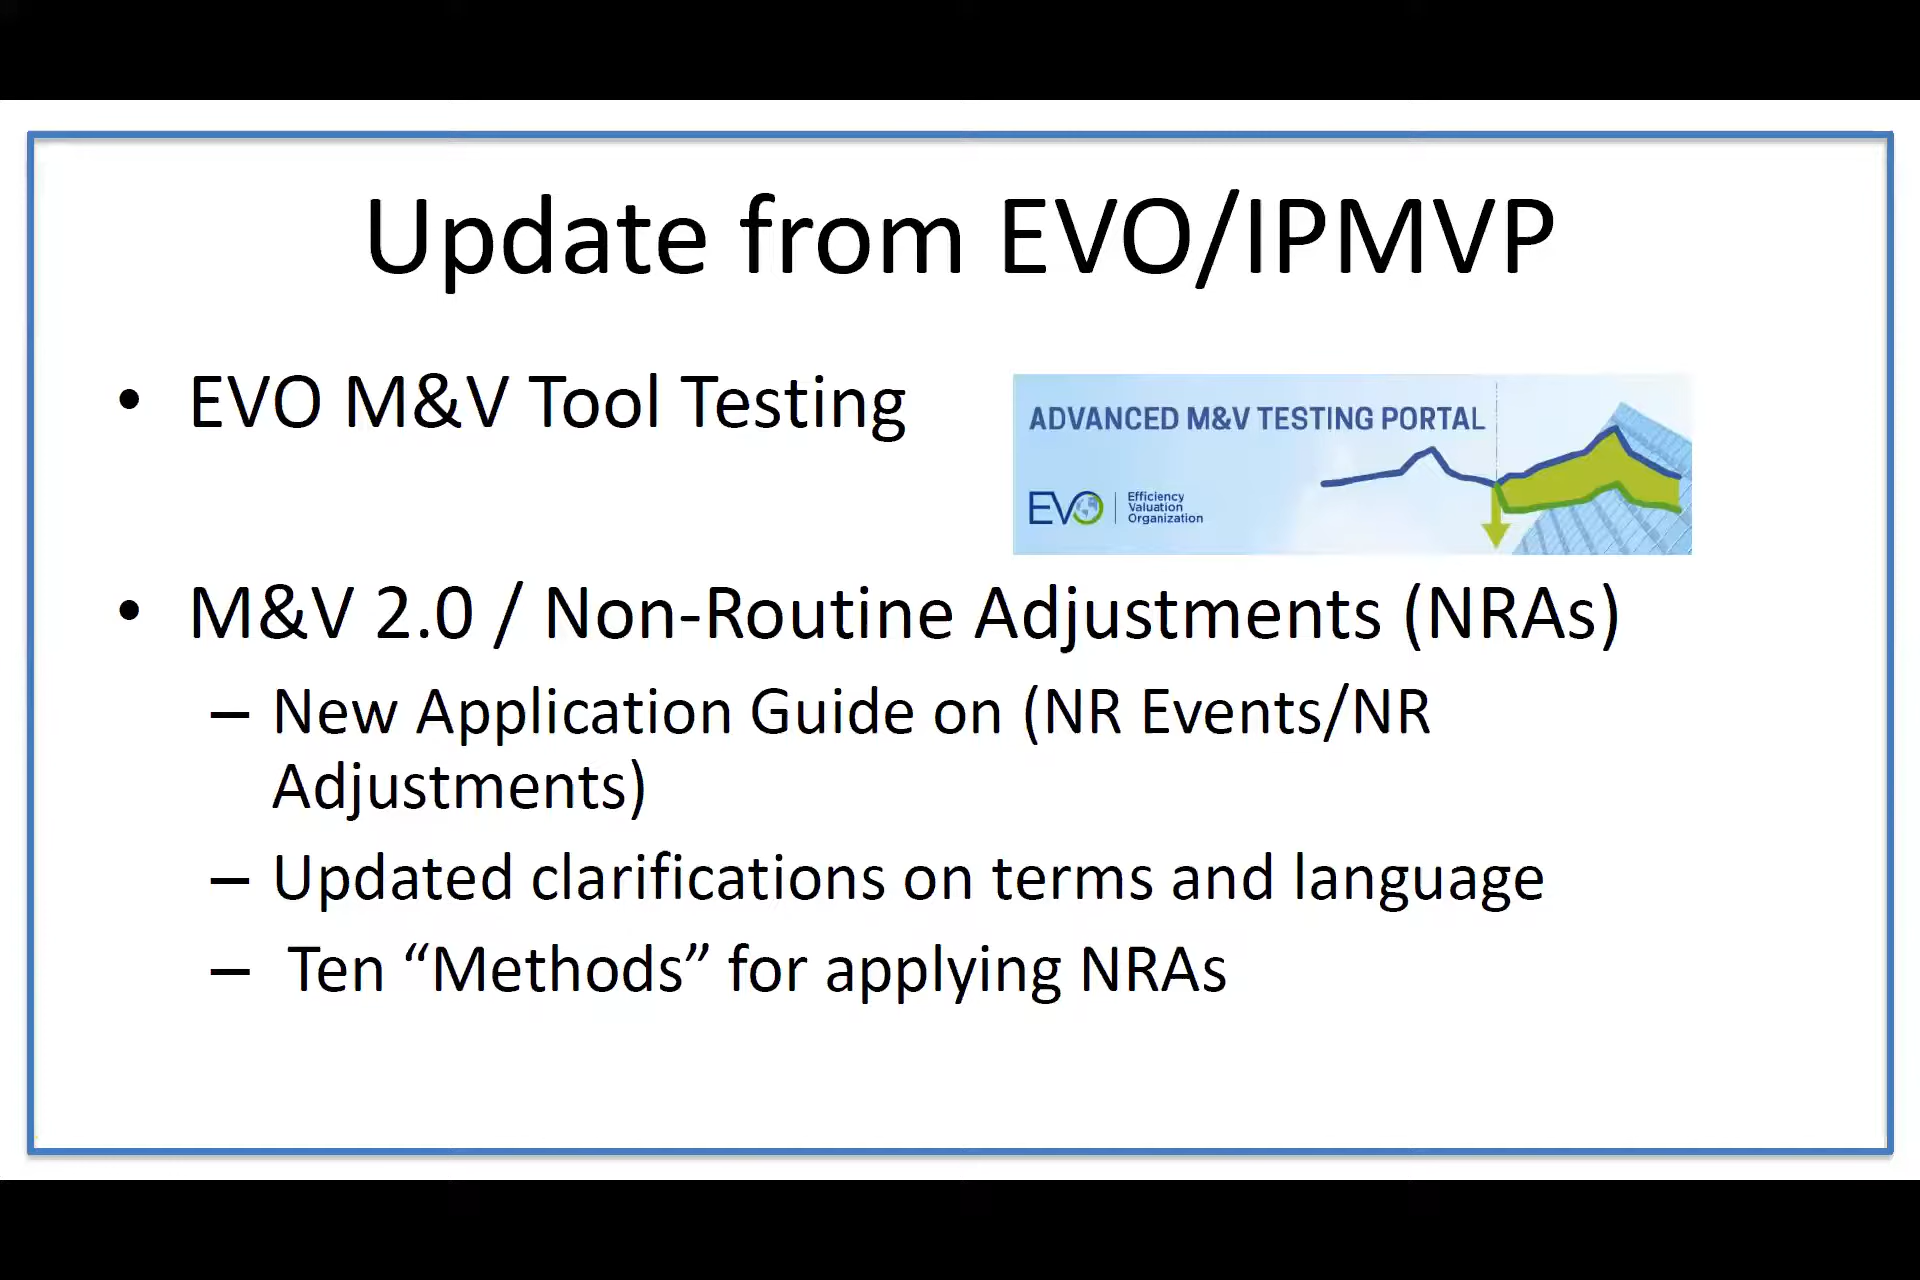 Update from EVO/IPMVP
• EVO M&V Tool Testing
ADVANCED M&V TESTING PORTAL
EVO
Efficiency
Valuation
Organization
• M&V 2.0 / Non-Routine Adjustments (NRAs)
– New Application Guide on (NR Events/NR
Adjustments)
– Updated clarifications on terms and language
– Ten “Methods” for applying NRAs